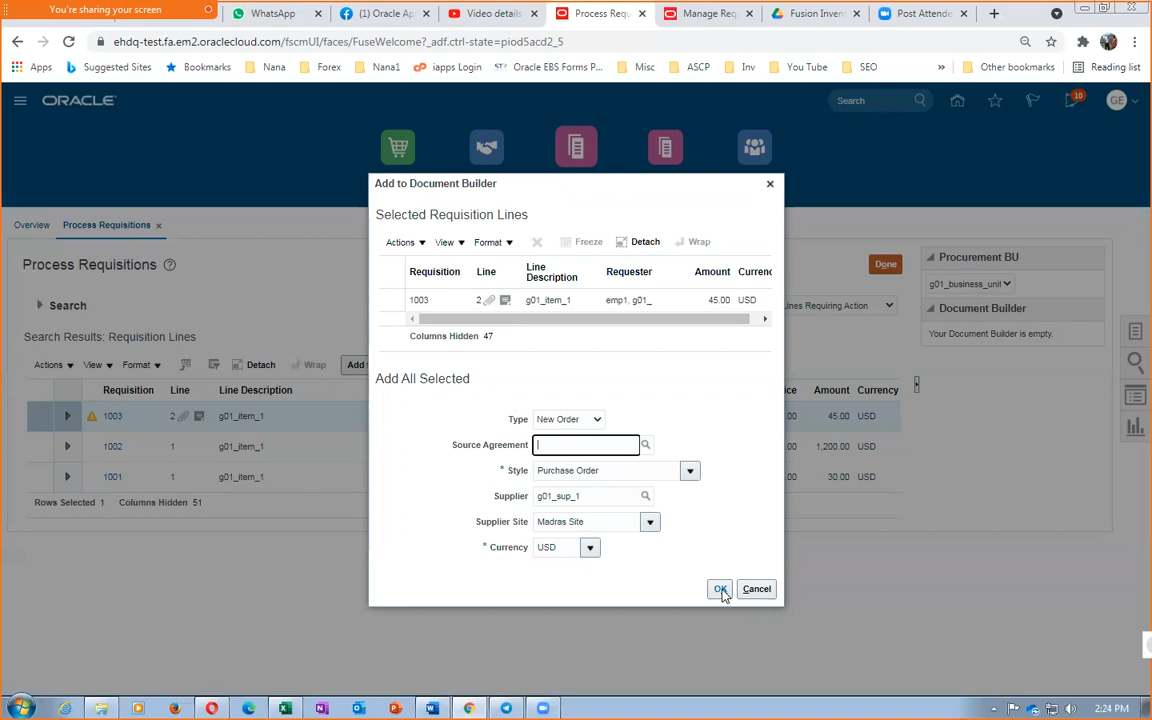 You're sharing your screen
WhatsApp
(1) Oracle Ap
Video details
Process Requ
Manage Req
Fusion Inven
Post Attende
ehdq-test.fa.em2.oraclecloud.com/fscmUI/faces/FuseWelcome?_adf.ctrl-state=piod5acd2_5
Apps
Suggested Sites
Bookmarks
Nana
Forex
Nana1
iapps Login
Oracle EBS Forms P...
Misc
ASCP
Inv
You Tube
SEO
»
Other bookmarks
Reading list
ORACLE
Search
10
GE
Overview
Process Requisitions
Process Requisitions
Done
Search
Lines Requiring Action
Search Results: Requisition Lines
Actions View Format Detach Wrap Add
Requisition Line Line Description
Amount Currency
1003 2 g01_item_1
45.00 USD
1002 1 g01_item_1
1,200.00 USD
1001 1 g01_item_1
30.00 USD
Rows Selected 1 Columns Hidden 51
Procurement BU
g01_business_unit
Document Builder
Your Document Builder is empty.
Add to Document Builder
Selected Requisition Lines
Actions View Format Freeze Detach Wrap
Requisition Line Line Description Requester Amount Currenc
1003 2 g01_item_1 emp1, g01_ 45.00 USD
Columns Hidden 47
Add All Selected
Type New Order
Source Agreement
* Style Purchase Order
Supplier g01_sup_1
Supplier Site Madras Site
* Currency USD
OK Cancel
2:24 PM